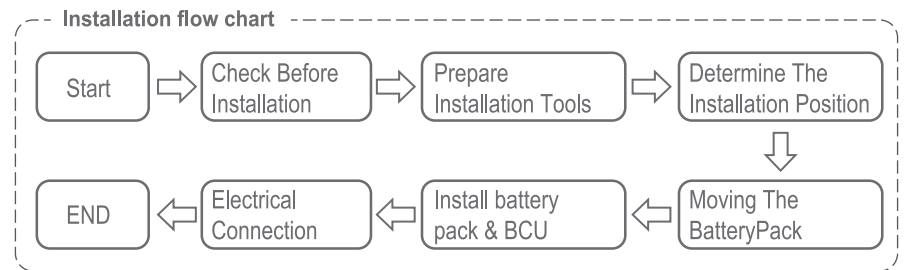 Installation flow chart
Start
Check Before
Installation
Prepare
Installation Tools
Determine The
Installation Position
Moving The
BatteryPack
Install battery
pack & BCU
Electrical
Connection
END